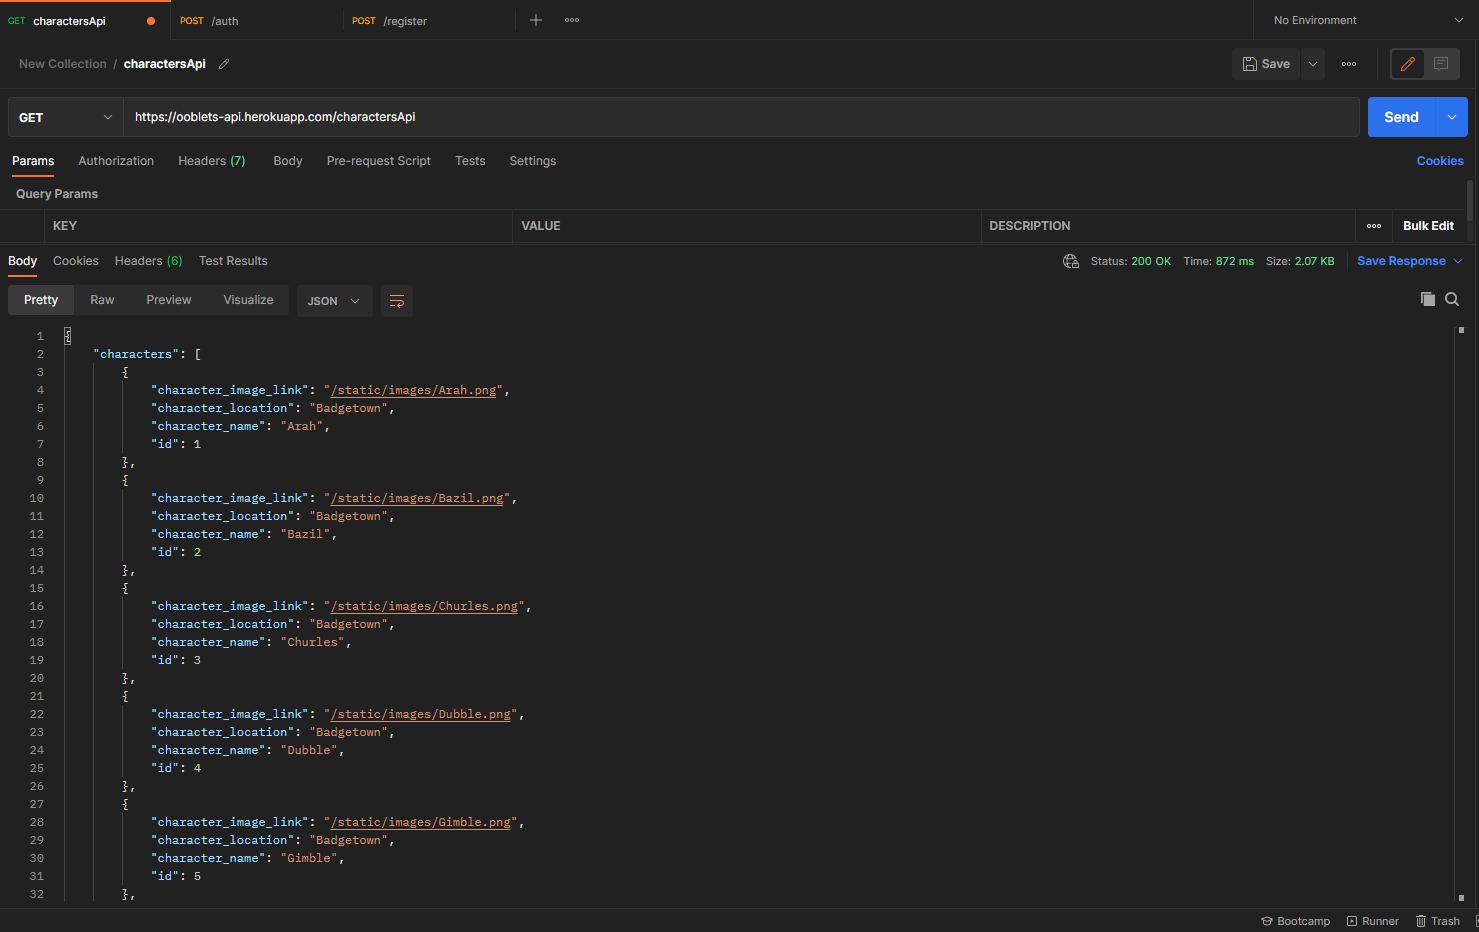 GET charactersApi POST /auth POST /register No Environment
New Collection / charactersApi Save
GET https://ooblets-api.herokuapp.com/charactersApi Send
Params Authorization Headers (7) Body Pre-request Script Tests Settings Cookies
Query Params
KEY VALUE DESCRIPTION Bulk Edit
Body Cookies Headers (6) Test Results Status: 200 OK Time: 872 ms Size: 2.07 KB Save Response
Pretty Raw Preview Visualize JSON
1 {
2 "characters": [
3 {
4 "character_image_link": "/static/images/Arah.png",
5 "character_location": "Badgetown",
6 "character_name": "Arah",
7 "id": 1
8 },
9 {
10 "character_image_link": "/static/images/Bazil.png",
11 "character_location": "Badgetown",
12 "character_name": "Bazil",
13 "id": 2
14 },
15 {
16 "character_image_link": "/static/images/Churles.png",
17 "character_location": "Badgetown",
18 "character_name": "Churles",
19 "id": 3
20 },
21 {
22 "character_image_link": "/static/images/Dubble.png",
23 "character_location": "Badgetown",
24 "character_name": "Dubble",
25 "id": 4
26 },
27 {
28 "character_image_link": "/static/images/Gimble.png",
29 "character_location": "Badgetown",
30 "character_name": "Gimble",
31 "id": 5
32 },
Bootcamp Runner Trash